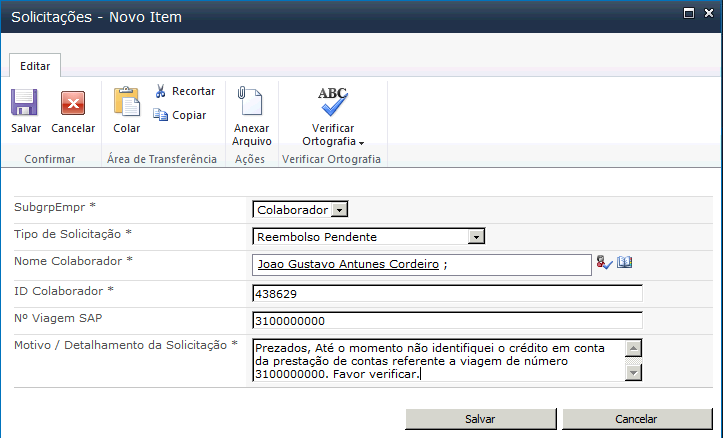 Solicitações - Novo Item
Editar
Salvar
Cancelar
Colar
Recortar
Copiar
Anexar
Arquivo
ABC
Verificar
Ortografia
Confirmar
Área de Transferência
Ações
Verificar Ortografia
SubgrpEmpr *
Colaborador
Tipo de Solicitação *
Reembolso Pendente
Nome Colaborador *
Joao Gustavo Antunes Cordeiro ;
ID Colaborador *
438629
Nº Viagem SAP
3100000000
Motivo / Detalhamento da Solicitação *
Prezados, Até o momento não identifiquei o crédito em conta
da prestação de contas referente a viagem de número
3100000000. Favor verificar.
Salvar
Cancelar